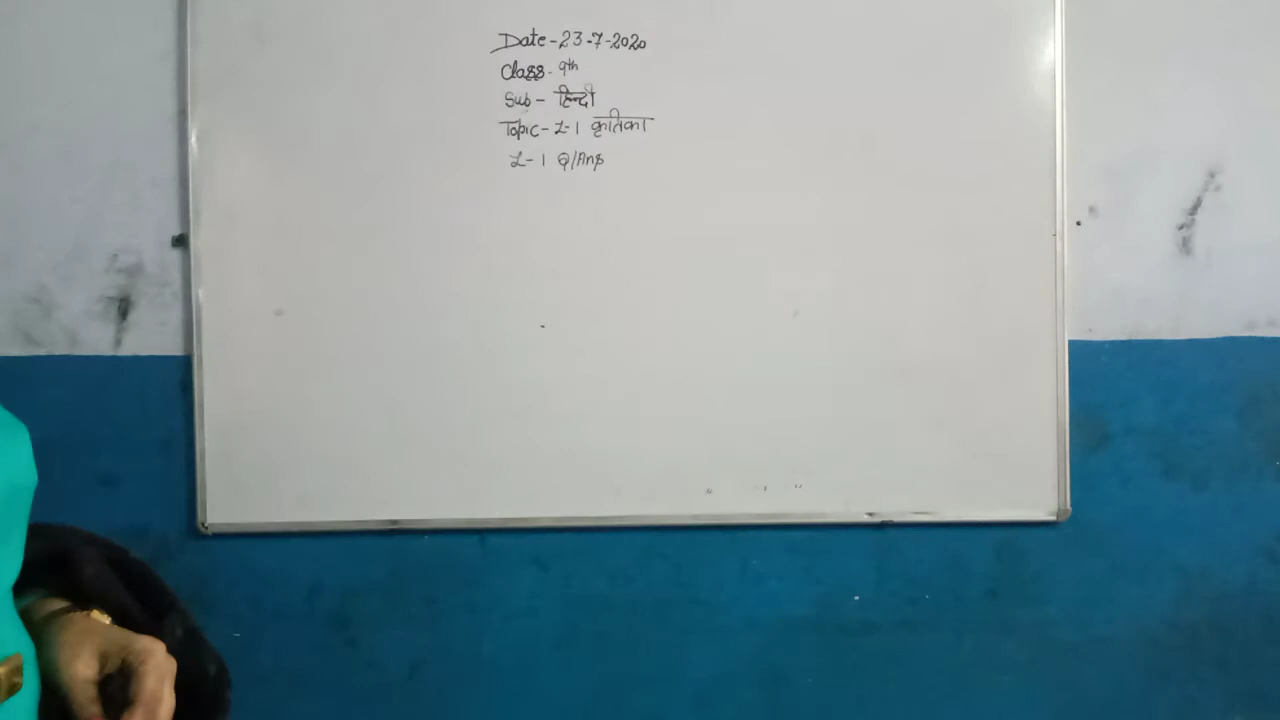 Date-23-7-2020
Class- 9th
Sub- हिन्दी
Topic-L-1 कृतिका
L-1 Q/Ans